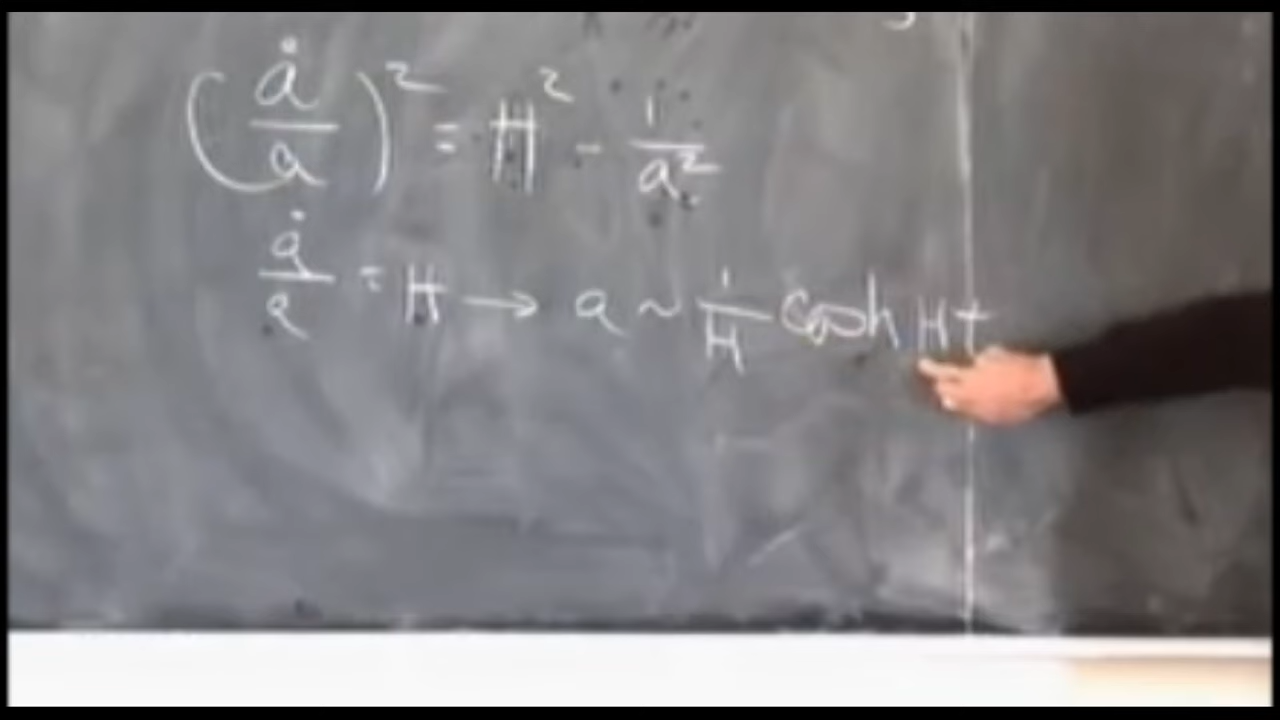 (ȧ/a)² = H² - 1/a²
ȧ/a = H → a ~ 1/H cosh Ht